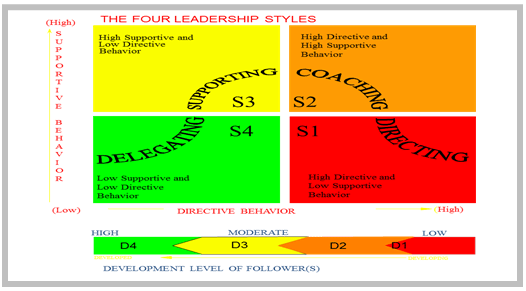 THE FOUR LEADERSHIP STYLES
(High)
SUPPORTIVE BEHAVIOR
(Low)
High Supportive and
Low Directive
Behavior
SUPPORTING
S3
High Directive and
High Supportive
Behavior
COACHING
S2
DELEGATING
S4
Low Supportive and
Low Directive
Behavior
DIRECTING
S1
High Directive and
Low Supportive
Behavior
DIRECTIVE BEHAVIOR
(High)
HIGH
MODERATE
LOW
D4
D3
D2
D1
DEVELOPMENT LEVEL OF FOLLOWER(S)